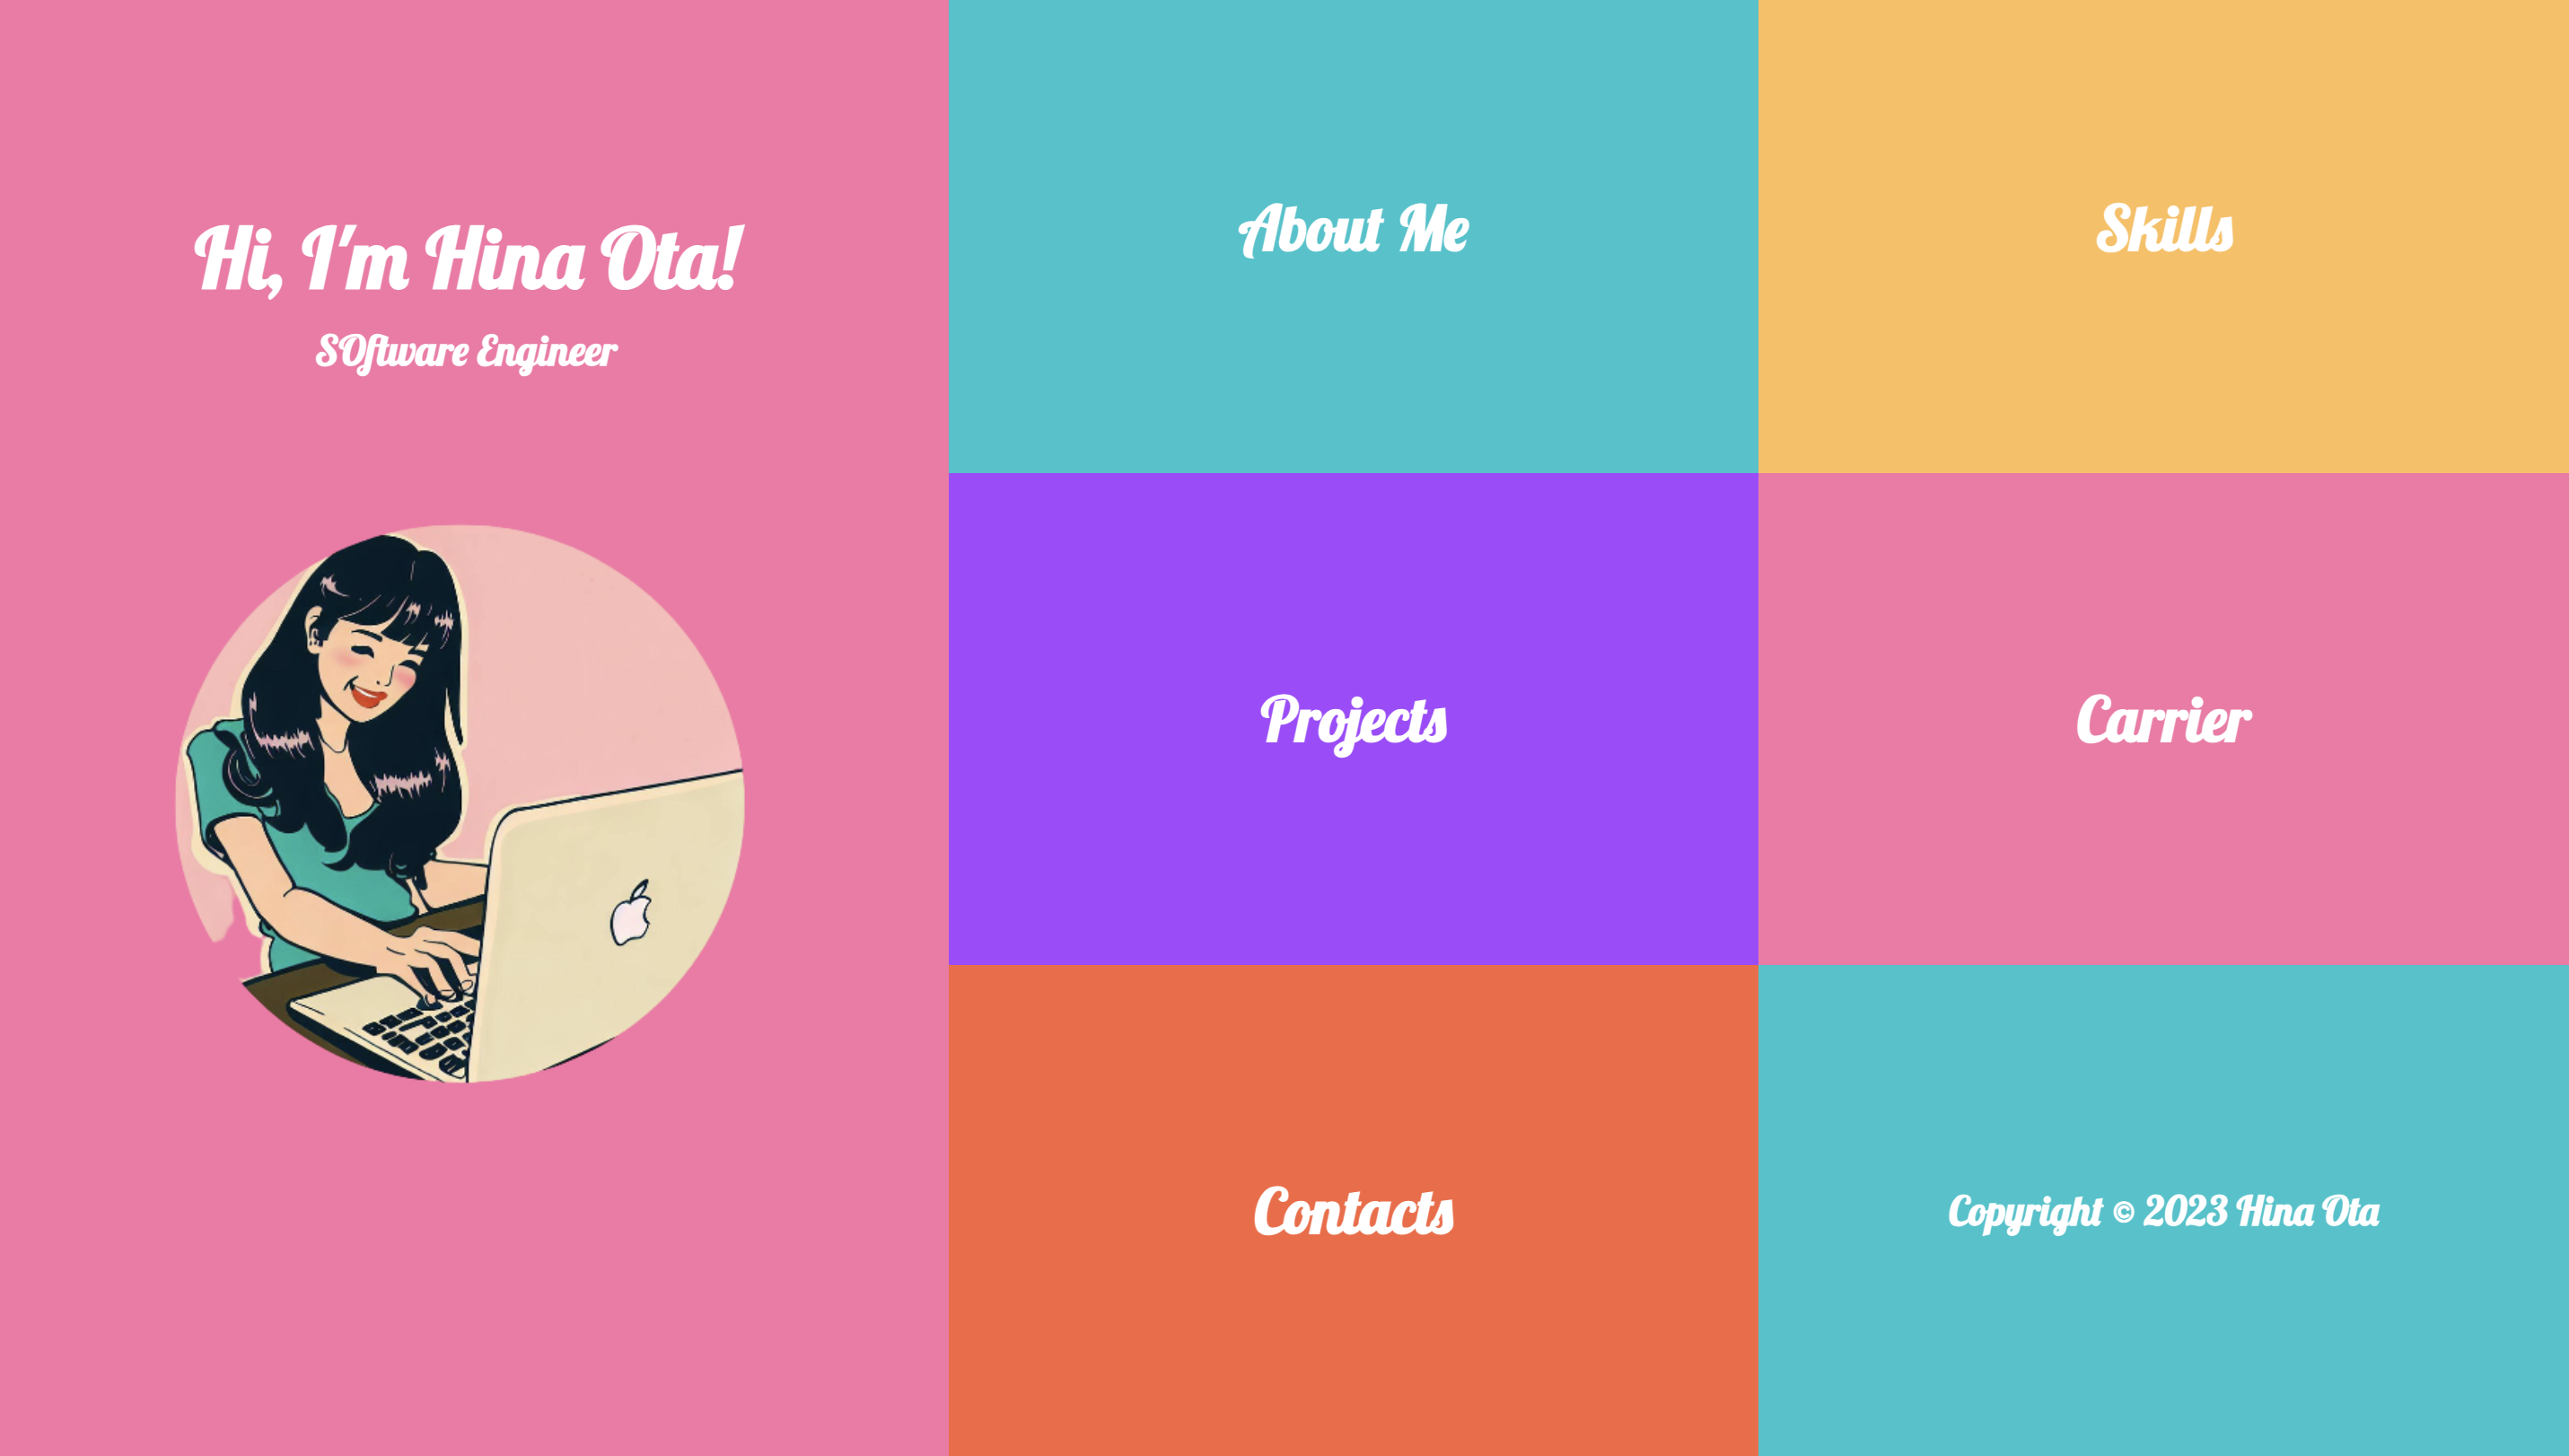 Hi, I'm Hina Ota!
SOftware Engineer
About Me
Skills
Projects
Carrier
Contacts
Copyright © 2023 Hina Ota